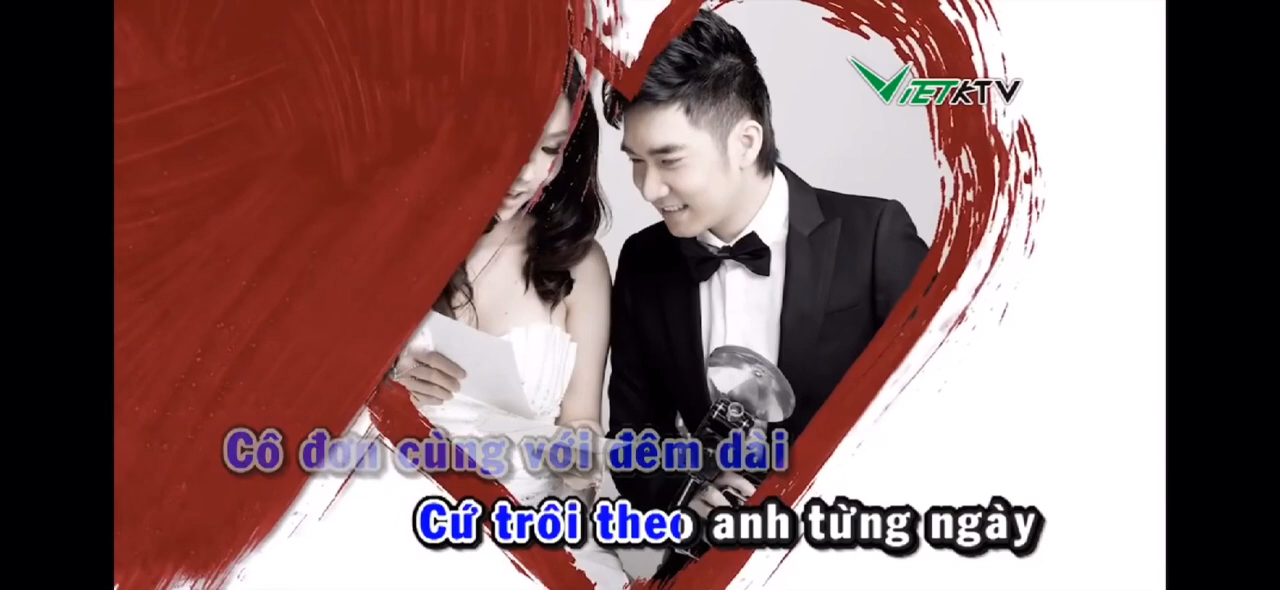 VIETKTV
Cô đơn cùng với đêm dài
Cứ trôi theo anh từng ngày